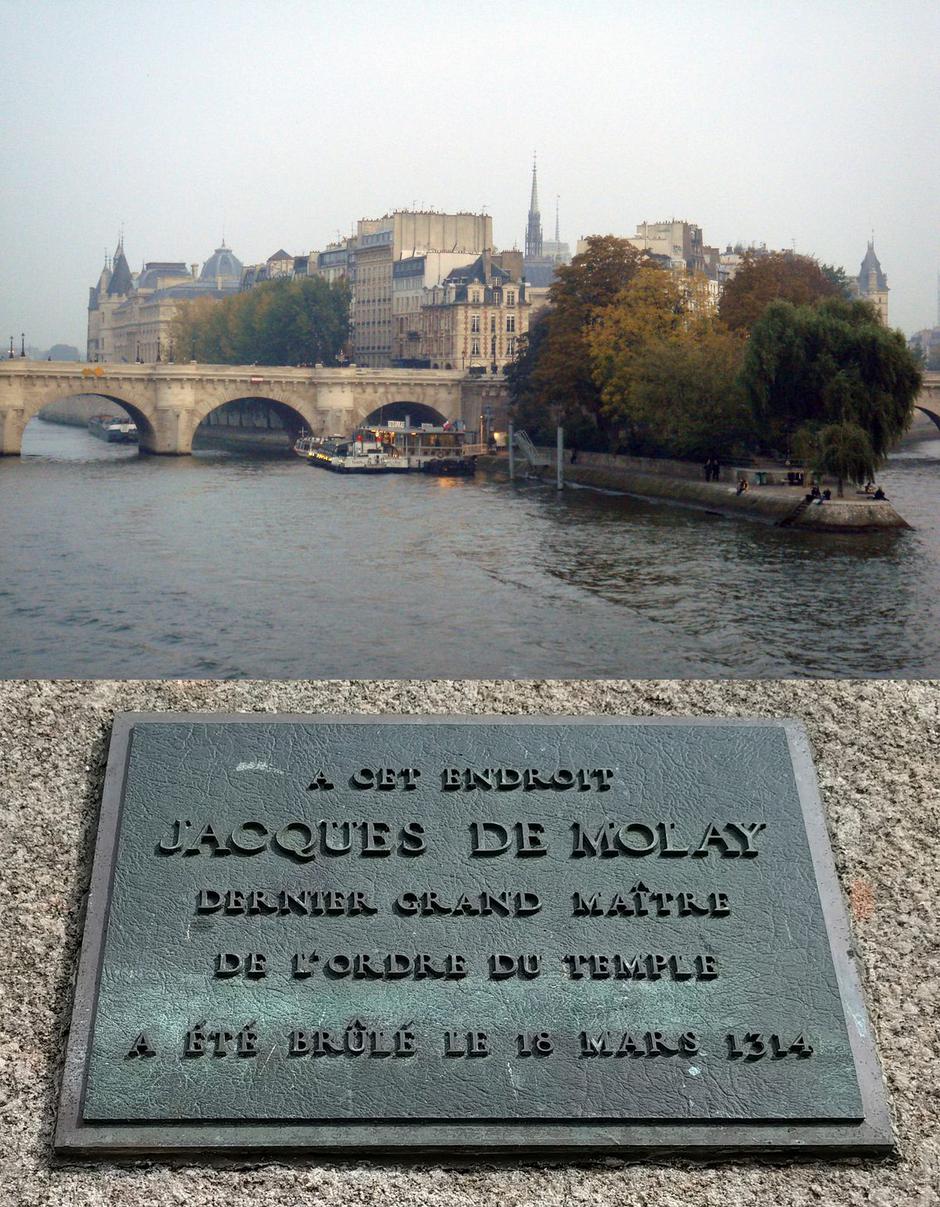 A CET ENDROIT
JACQUES DE MOLAY
DERNIER GRAND MAÎTRE
DE L'ORDRE DU TEMPLE
A ÉTÉ BRÛLÉ LE 18 MARS 1314